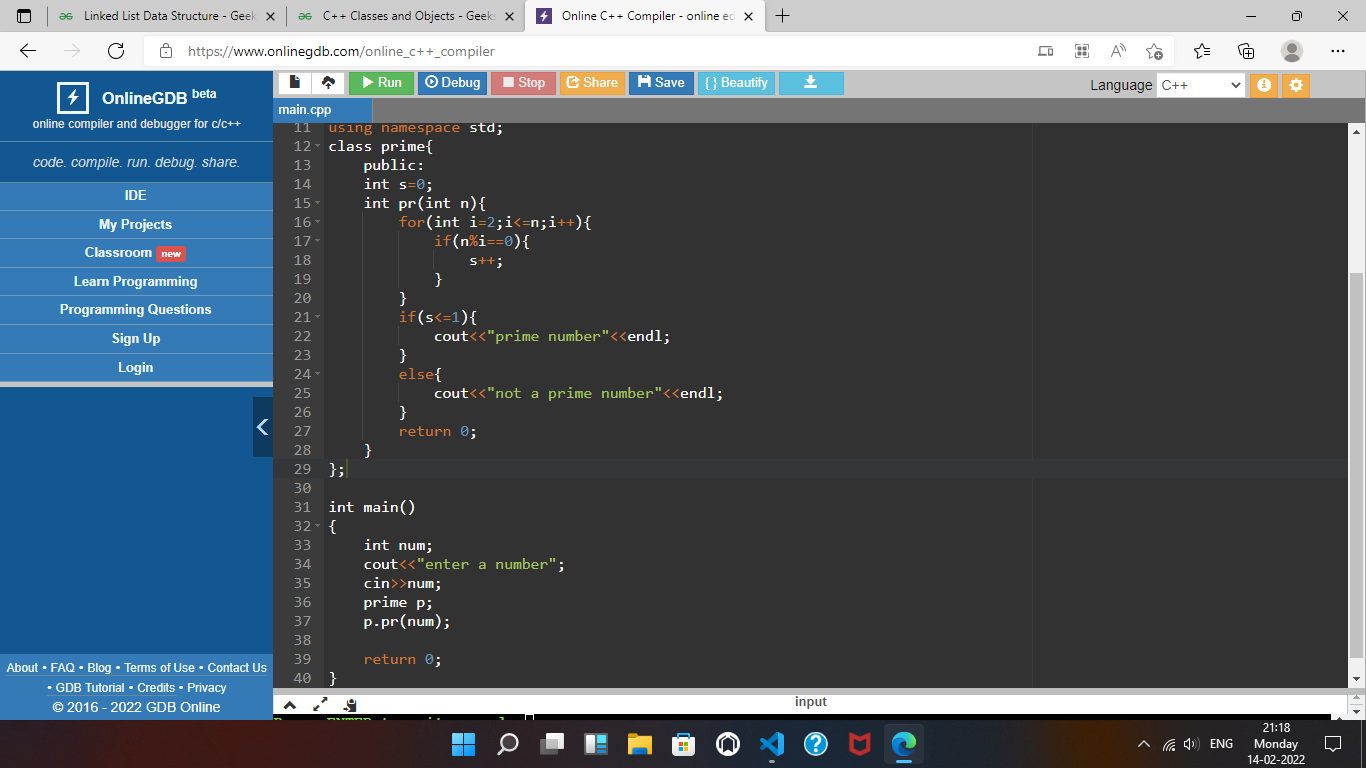 Linked List Data Structure - Geek
C++ Classes and Objects - Geeks
Online C++ Compiler - online ed
https://www.onlinegdb.com/online_c++_compiler
OnlineGDB beta
online compiler and debugger for c/c++
code. compile. run. debug. share.
IDE
My Projects
Classroom new
Learn Programming
Programming Questions
Sign Up
Login
About • FAQ • Blog • Terms of Use • Contact Us
• GDB Tutorial • Credits • Privacy
© 2016 - 2022 GDB Online
Run Debug Stop Share Save { } Beautify
Language C++
main.cpp
11 using namespace std;
12 class prime{
13 public:
14 int s=0;
15 int pr(int n){
16 for(int i=2;i<=n;i++){
17 if(n%i==0){
18 s++;
19 }
20 }
21 if(s<=1){
22 cout<<"prime number"<<endl;
23 }
24 else{
25 cout<<"not a prime number"<<endl;
26 }
27 return 0;
28 }
29 };
30
31 int main()
32 {
33 int num;
34 cout<<"enter a number";
35 cin>>num;
36 prime p;
37 p.pr(num);
38
39 return 0;
40 }
input
ENG
21:18
Monday
14-02-2022